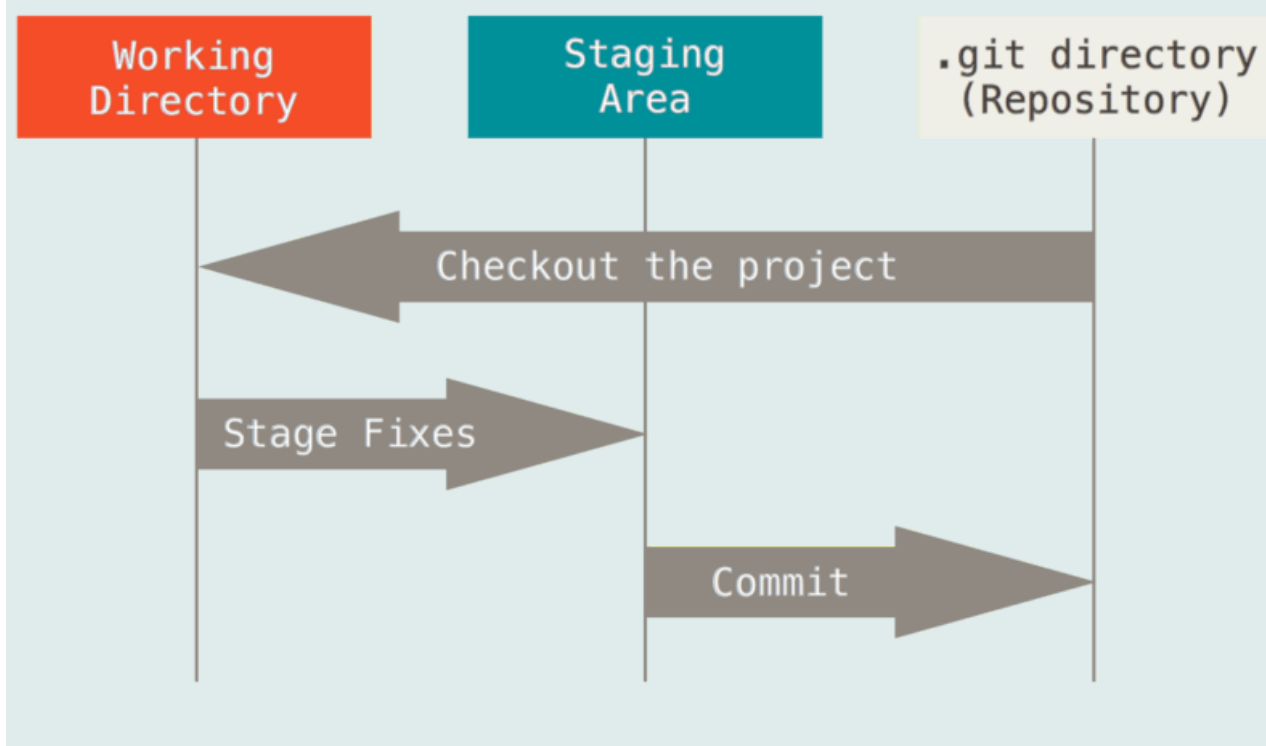 Working
Directory
Staging
Area
.git directory
(Repository)
Checkout the project
Stage Fixes
Commit